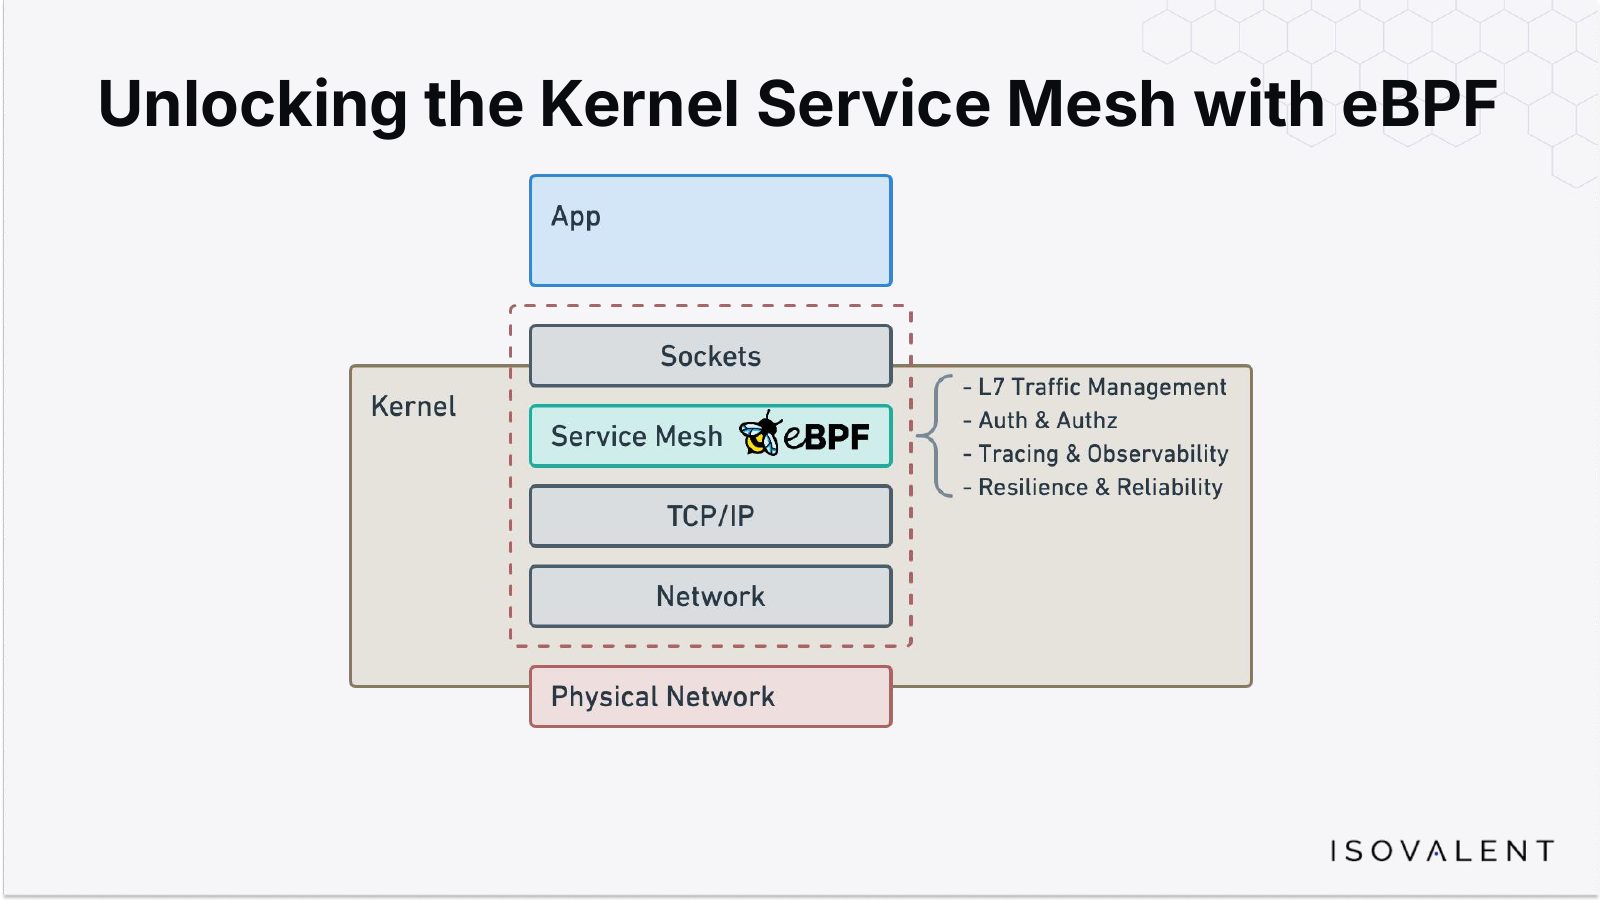 Unlocking the Kernel Service Mesh with eBPF
App
Sockets
Kernel
Service Mesh eBPF
TCP/IP
Network
Physical Network
- L7 Traffic Management
- Auth & Authz
- Tracing & Observability
- Resilience & Reliability
ISOVALENT